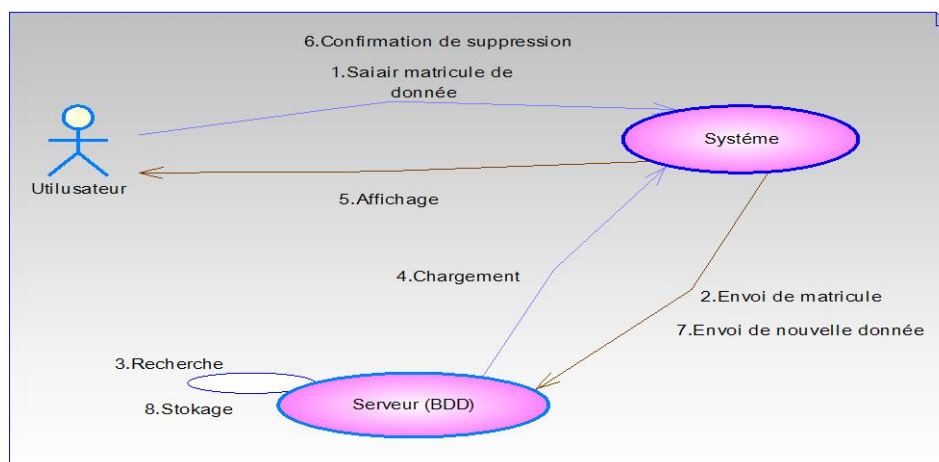 6.Confirmation de suppression
1.Saiair matricule de
donnée
Systéme
Utilusateur
5.Affichage
4.Chargement
2.Envoi de matricule
7.Envoi de nouvelle donnée
3.Recherche
8.Stokage
Serveur (BDD)